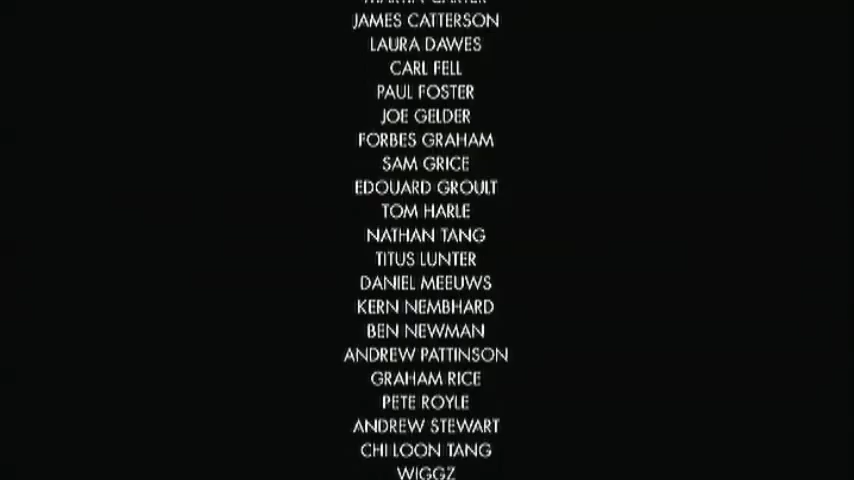 MARTIN CARTER
JAMES CATTERSON
LAURA DAWES
CARL FELL
PAUL FOSTER
JOE GELDER
FORBES GRAHAM
SAM GRICE
EDOUARD GROULT
TOM HARLE
NATHAN TANG
TITUS LUNTER
DANIEL MEEUWS
KERN NEMBHARD
BEN NEWMAN
ANDREW PATTINSON
GRAHAM RICE
PETE ROYLE
ANDREW STEWART
CHI LOON TANG
WIGGZ